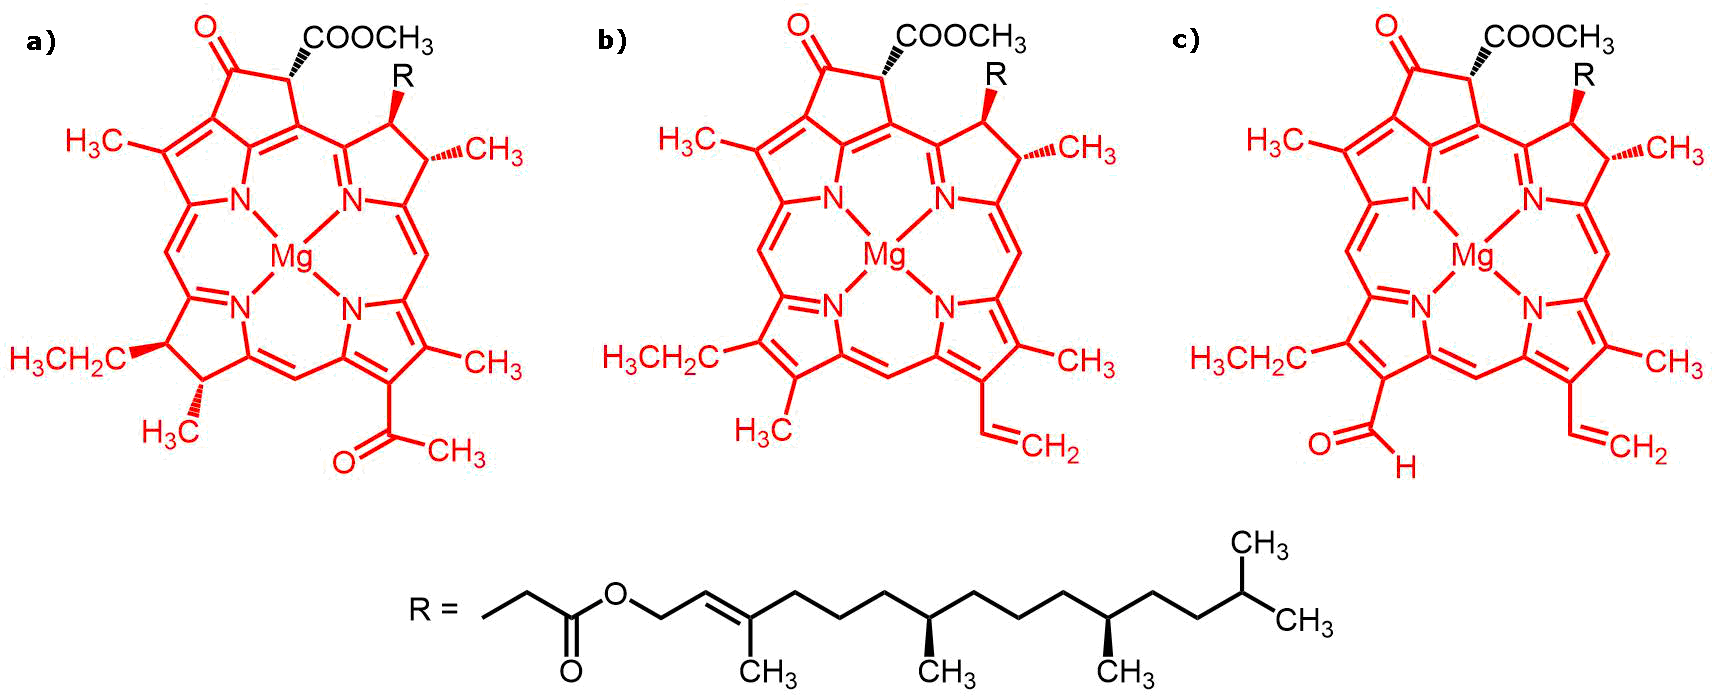 a)
O
COOCH3
R
H3C
CH3
N
N
Mg
N
N
H3CH2C
CH3
H3C
O
CH3
b)
O
COOCH3
R
H3C
CH3
N
N
Mg
N
N
H3CH2C
CH3
H3C
CH2
c)
O
COOCH3
R
H3C
CH3
N
N
Mg
N
N
H3CH2C
CH3
O
H
CH2
R =
O
O
CH3
CH3
CH3
CH3
CH3